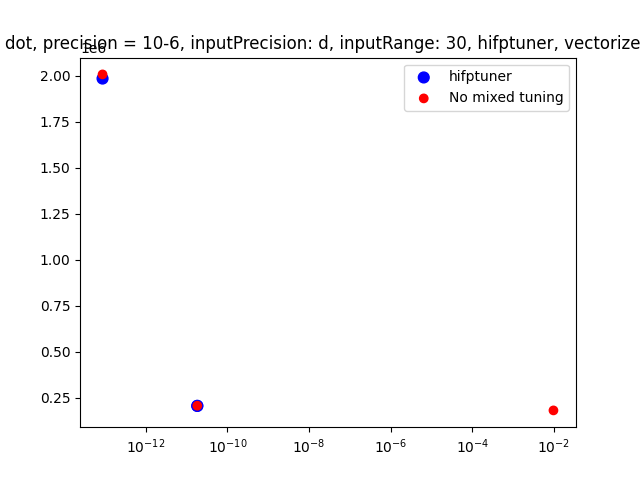 dot, precision = 10-6, inputPrecision: d, inputRange: 30, hifptuner, vectorize
1e6
hifptuner
No mixed tuning
2.00
1.75
1.50
1.25
1.00
0.75
0.50
0.25
10⁻¹² 10⁻¹⁰ 10⁻⁸ 10⁻⁶ 10⁻⁴ 10⁻²